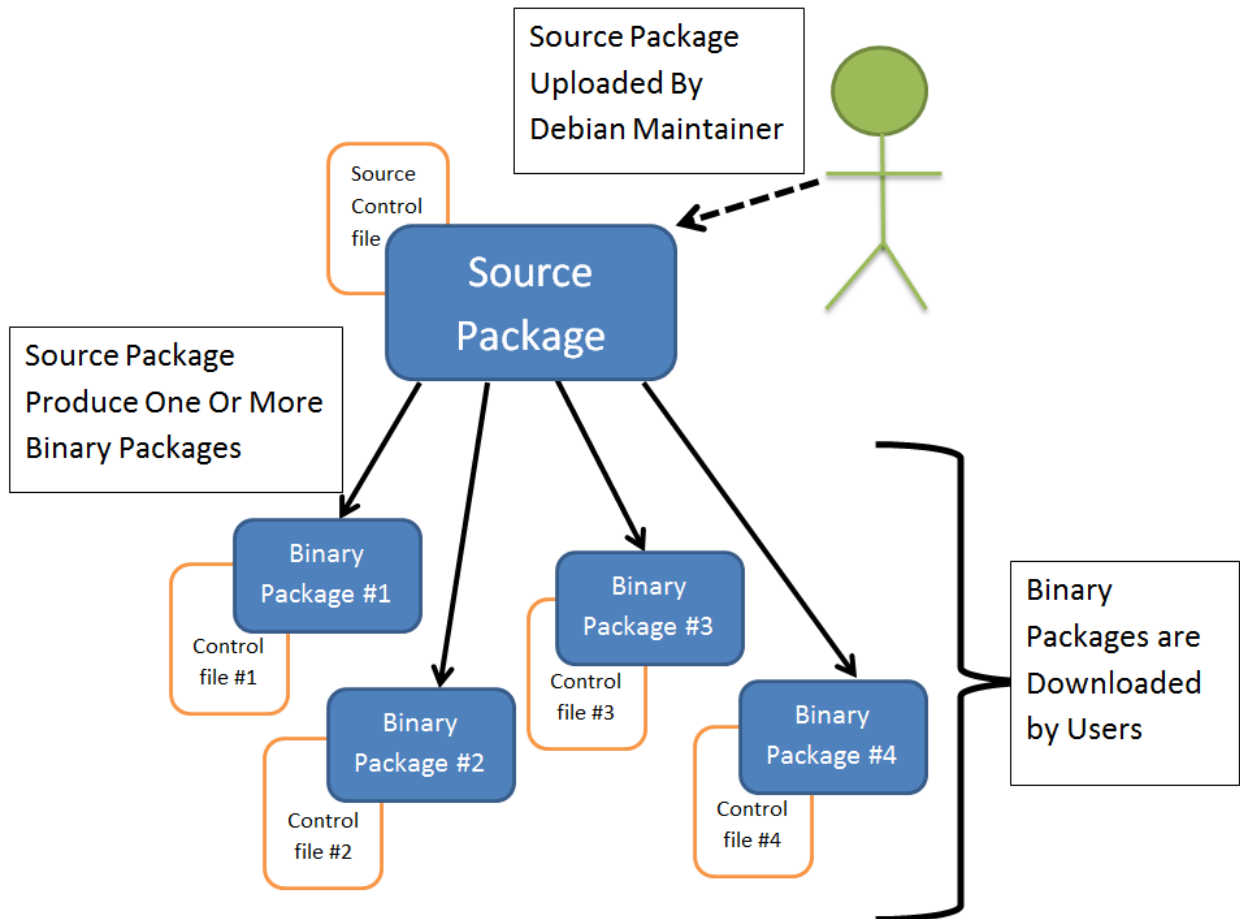 Source Package
Uploaded By
Debian Maintainer
Source
Control
file
Source
Package
Source Package
Produce One Or More
Binary Packages
Binary
Package #1
Control
file #1
Binary
Package #2
Control
file #2
Binary
Package #3
Control
file #3
Binary
Package #4
Control
file #4
Binary
Packages are
Downloaded
by Users